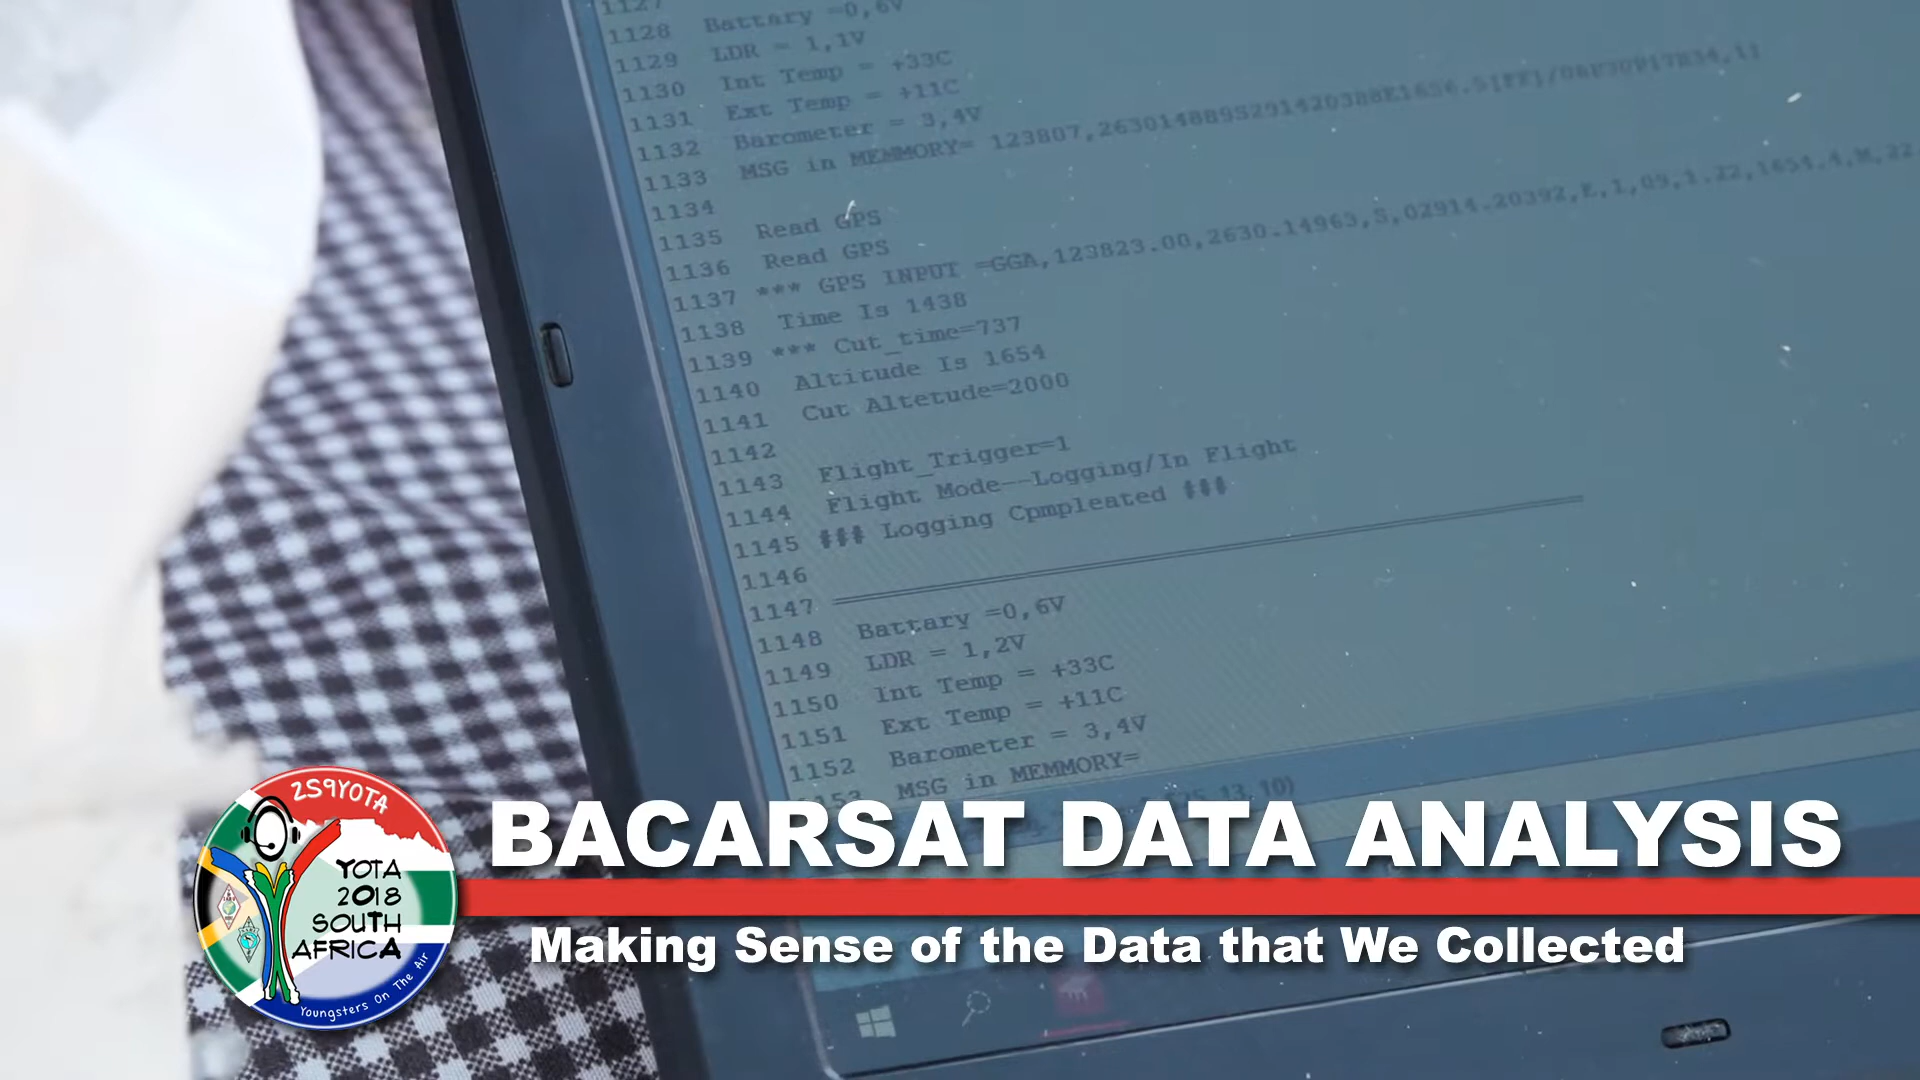 1127
1128 Battary =0,6V
1129 LDR = 1,1V
1130 Int Temp = +33C
1131 Ext Temp = +11C
1132 Barometer = 3,4V
1133 MSG in MEMMORY= 123807,263014889S291420388E1656.5
1134
1135 Read GPS
1136 Read GPS
1137 *** GPS INPUT =GGA,123823.00,2630.14963,S,02914.20392,E,1,09,1.22,1654.4,M,22.
1138 Time Is 1438
1139 *** Cut_time=737
1140 Altitude Is 1654
1141 Cut Altetude=2000
1142
1143 Flight_Trigger=1
1144 Flight Mode--Logging/In Flight
1145 ### Logging Cpmpleated ###
1146
1147
1148 Battary =0,6V
1149 LDR = 1,2V
1150 Int Temp = +33C
1151 Ext Temp = +11C
1152 Barometer = 3,4V
MSG in MEMMORY=
ZS9YOTA
YOTA
2018
SOUTH
AFRICA
Youngsters On The Air
BACARSAT DATA ANALYSIS
Making Sense of the Data that We Collected